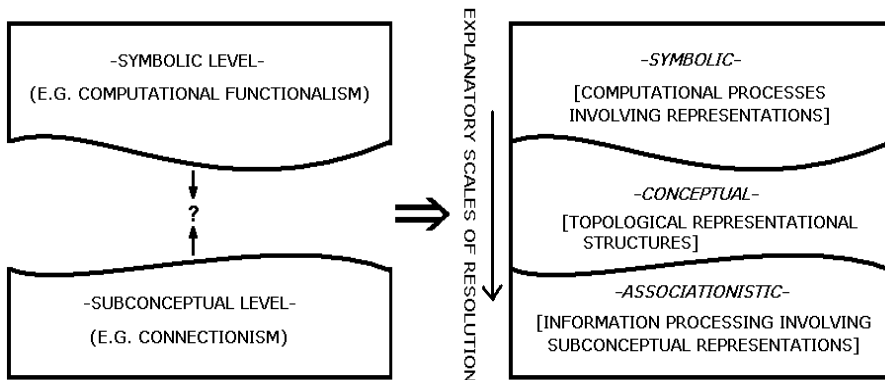 -SYMBOLIC LEVEL-
(E.G. COMPUTATIONAL FUNCTIONALISM)
?
-SUBCONCEPTUAL LEVEL-
(E.G. CONNECTIONISM)
EXPLANATORY SCALES OF RESOLUTION
-SYMBOLIC-
[COMPUTATIONAL PROCESSES
INVOLVING REPRESENTATIONS]
-CONCEPTUAL-
[TOPOLOGICAL REPRESENTATIONAL
STRUCTURES]
-ASSOCIATIONISTIC-
[INFORMATION PROCESSING INVOLVING
SUBCONCEPTUAL REPRESENTATIONS]